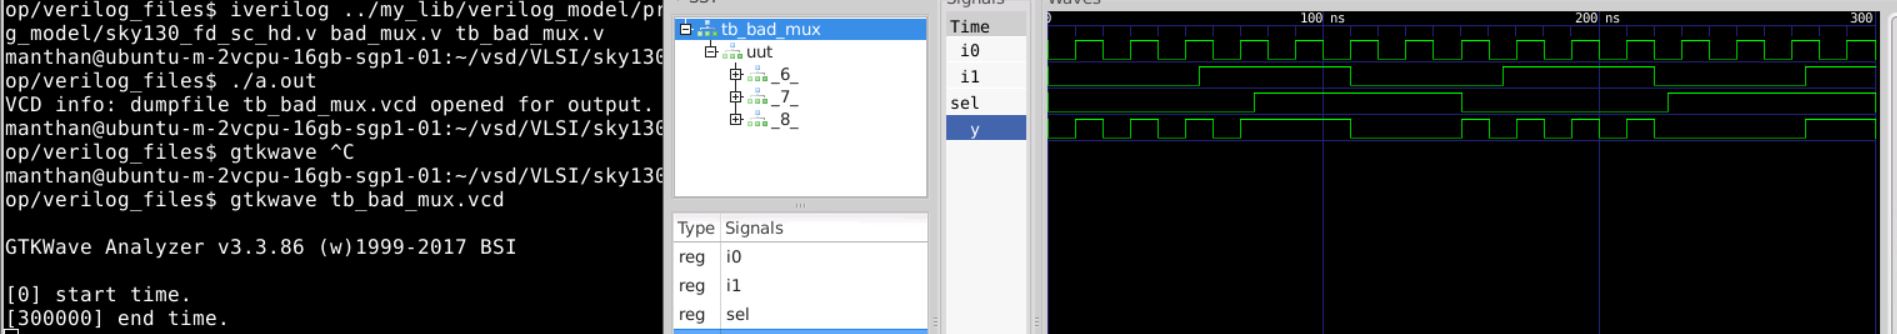 op/verilog_files$ iverilog ../my_lib/verilog_model/pr
g_model/sky130_fd_sc_hd.v bad_mux.v tb_bad_mux.v
manthan@ubuntu-m-2vcpu-16gb-sgp1-01:~/vsd/VLSI/sky130
op/verilog_files$ ./a.out
VCD info: dumpfile tb_bad_mux.vcd opened for output.
manthan@ubuntu-m-2vcpu-16gb-sgp1-01:~/vsd/VLSI/sky130
op/verilog_files$ gtkwave ^C
manthan@ubuntu-m-2vcpu-16gb-sgp1-01:~/vsd/VLSI/sky130
op/verilog_files$ gtkwave tb_bad_mux.vcd
GTKWave Analyzer v3.3.86 (w)1999-2017 BSI
[0] start time.
[300000] end time.
tb_bad_mux
uut
_6_
_7_
_8_
Type Signals
reg i0
reg i1
reg sel
Signals
Time
i0
i1
sel
y
Waves
0 100 ns 200 ns 300